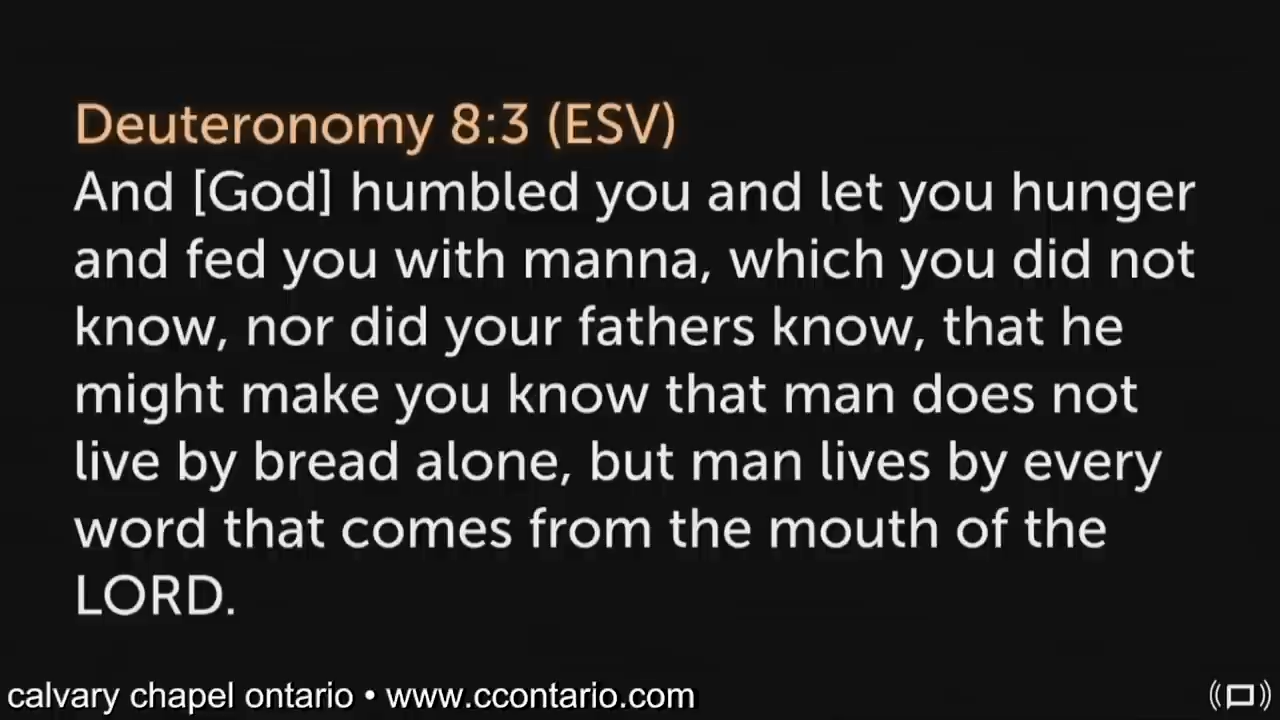 Deuteronomy 8:3 (ESV)
And [God] humbled you and let you hunger
and fed you with manna, which you did not
know, nor did your fathers know, that he
might make you know that man does not
live by bread alone, but man lives by every
word that comes from the mouth of the
LORD.
calvary chapel ontario • www.ccontario.com